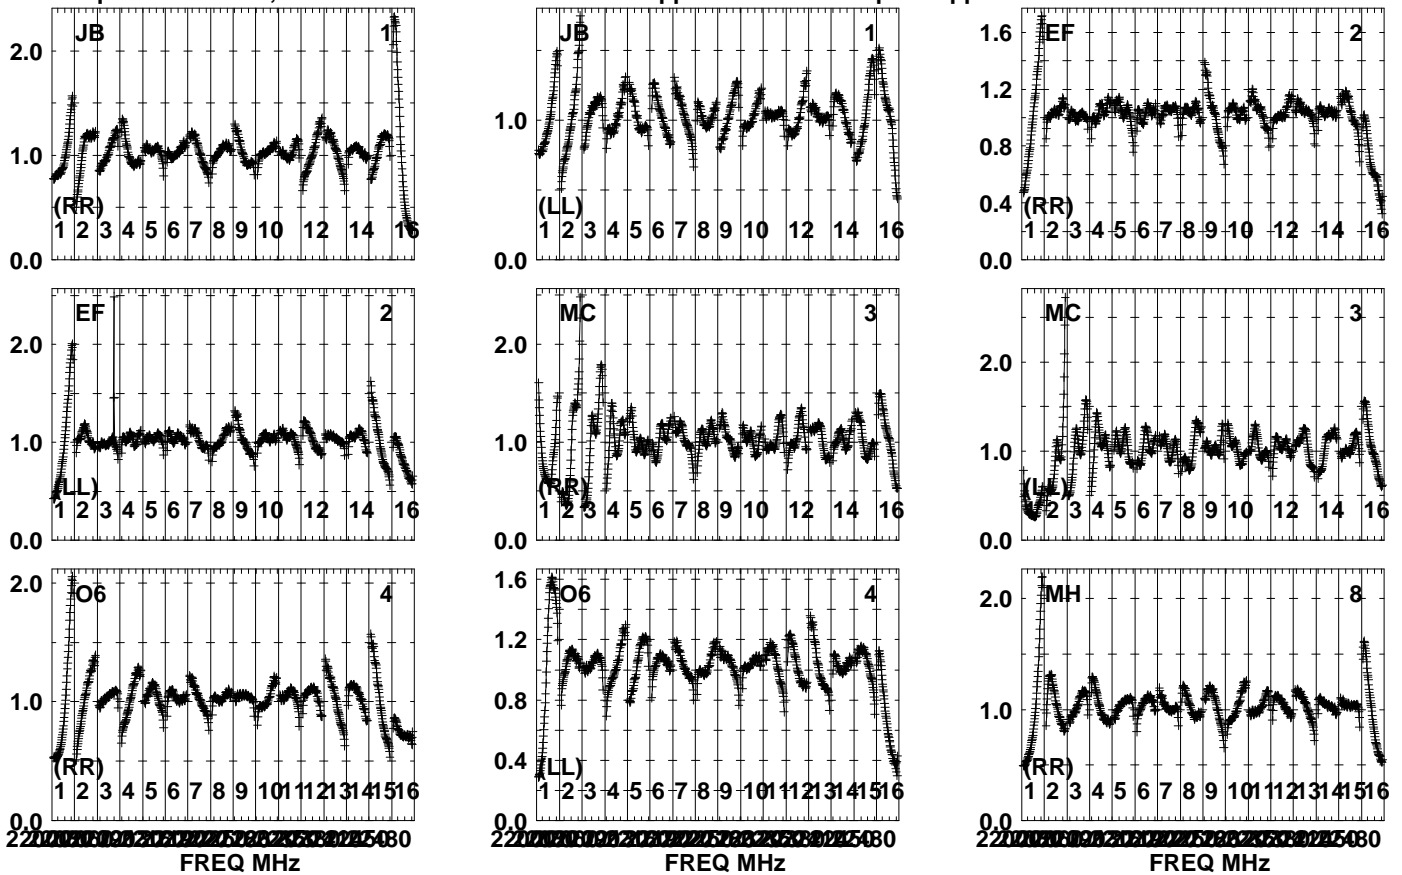 JB 1
2.0
1.0
(RR)
1 2 3 4 5 6 7 8 9 10 12 14 16
0.0
JB 1
1.0
(LL)
1 2 3 4 5 6 7 8 9 10 12 14 16
0.0
EF 2
1.6
1.2
0.8
0.4
(RR)
1 2 3 4 5 6 7 8 9 10 12 14 16
0.0
EF 2
2.0
1.0
(LL)
1 2 3 4 5 6 7 8 9 10 12 14 16
0.0
MC 3
2.0
1.0
(RR)
1 2 3 4 5 6 7 8 9 10 12 14 16
0.0
MC 3
2.0
1.0
(LL)
1 2 3 4 5 6 7 8 9 10 12 14 16
0.0
O6 4
2.0
1.0
(RR)
1 2 3 4 5 6 7 8 9 10 11 12 13 14 15 16
0.0
FREQ MHz
O6 4
1.6
1.2
0.8
0.4
(LL)
1 2 3 4 5 6 7 8 9 10 11 12 13 14 15 16
0.0
FREQ MHz
MH 8
2.0
1.0
(RR)
1 2 3 4 5 6 7 8 9 10 11 12 13 14 15 16
0.0
FREQ MHz